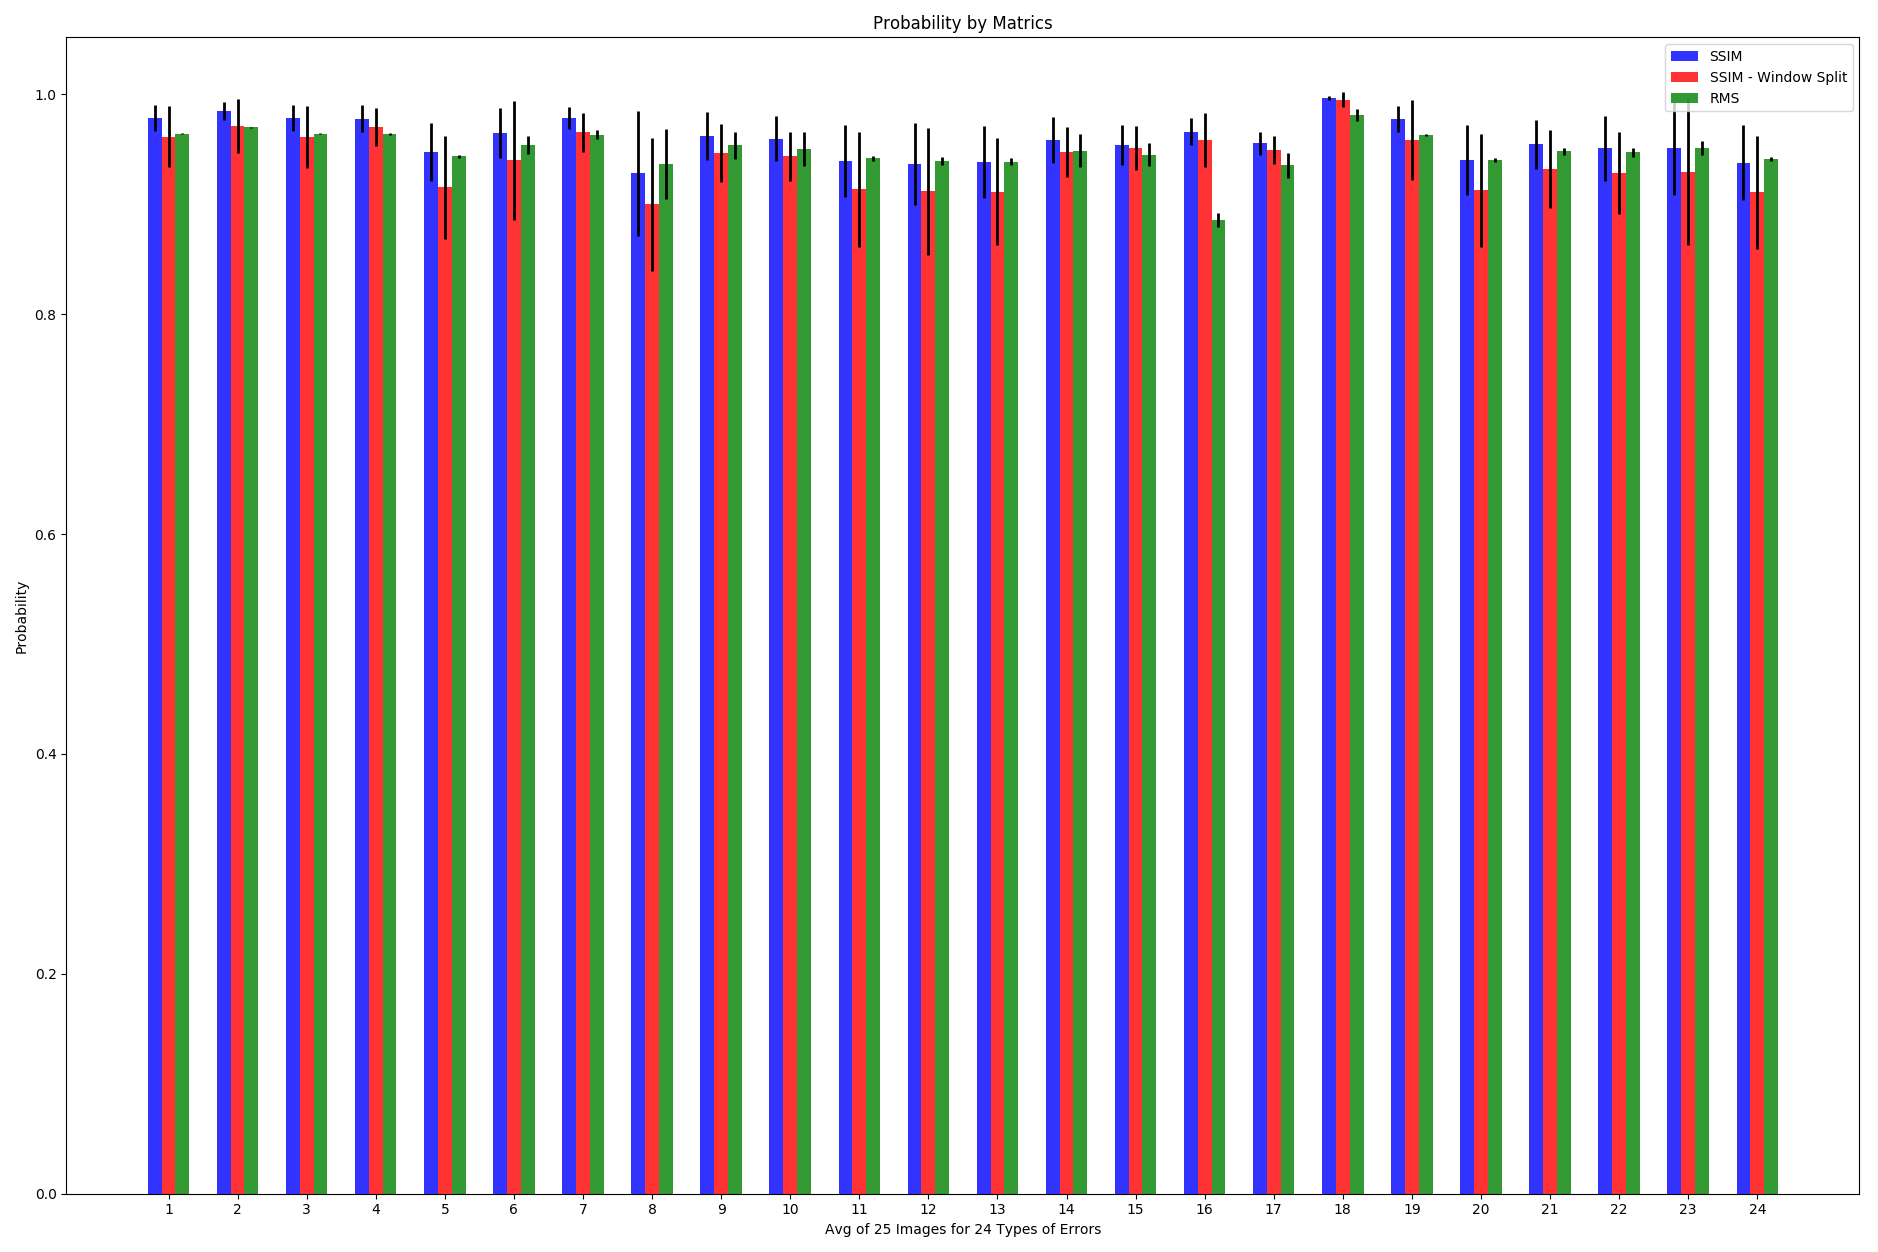 Probability by Matrics
SSIM
SSIM - Window Split
RMS
1.0
0.8
0.6
0.4
0.2
0.0
Probability
1 2 3 4 5 6 7 8 9 10 11 12 13 14 15 16 17 18 19 20 21 22 23 24
Avg of 25 Images for 24 Types of Errors